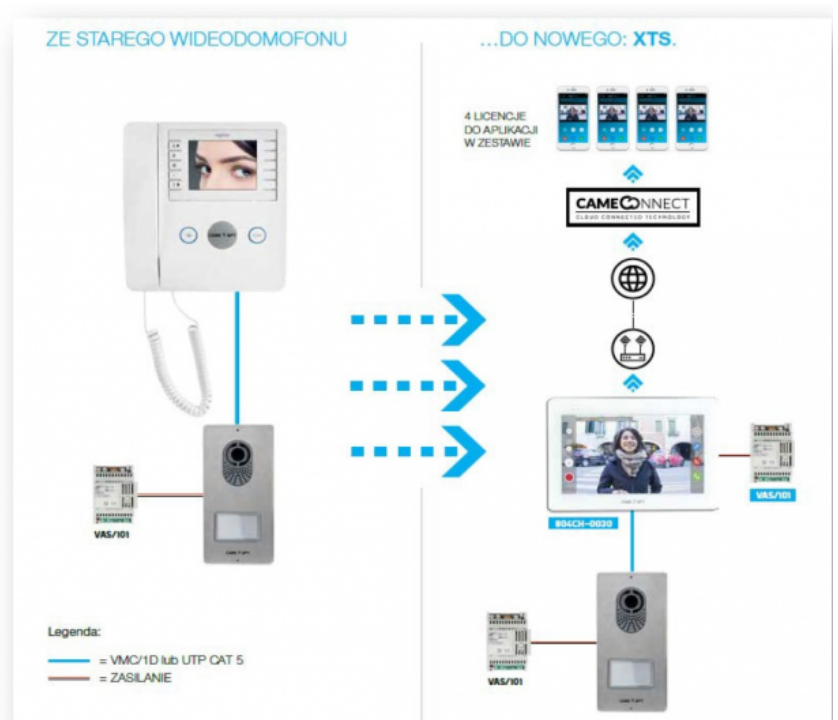 ZE STAREGO WIDEODOMOFONU
...DO NOWEGO: XTS.
4 LICENCJE
DO APLIKACJI
W ZESTAWIE
CAMECONNECT
CLOUD CONNECTED TECHNOLOGY
VAS/101
VAS/101
804CH-0030
VAS/101
Legenda:
= VMC/1D lub UTP CAT 5
= ZASILANIE